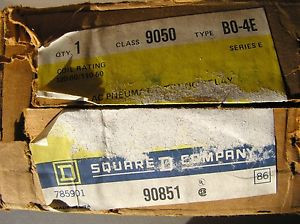 QTY. 1 CLASS 9050 TYPE BO-4E
SERIES E
COIL RATING
AC PNEUMATIC
SQUARE D COMPANY
785901 90851 86